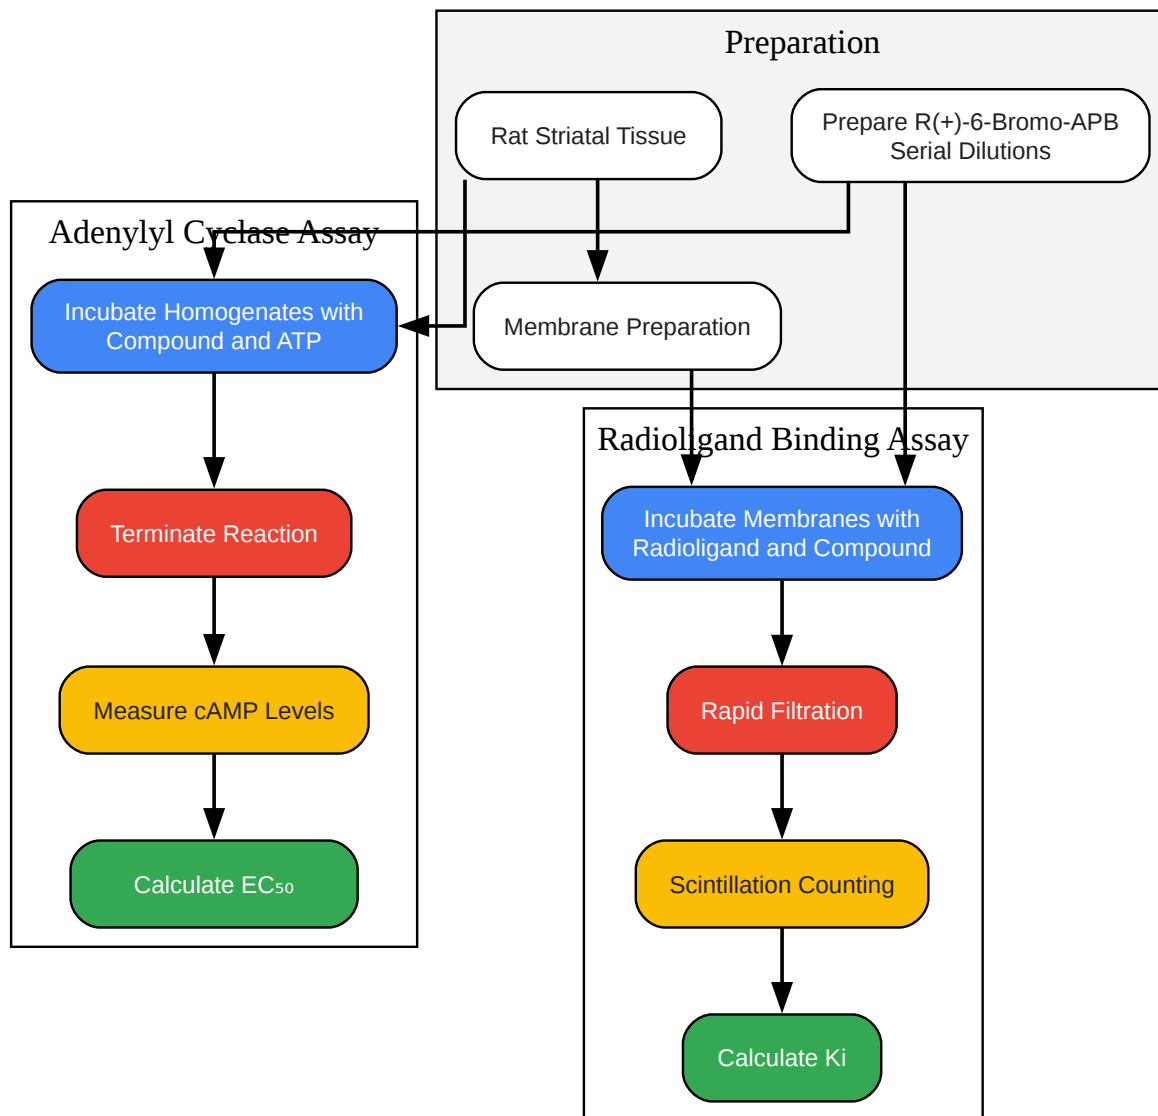 Preparation
Rat Striatal Tissue
Prepare R(+)-6-Bromo-APB
Serial Dilutions
Membrane Preparation
Adenylyl Cyclase Assay
Incubate Homogenates with
Compound and ATP
Terminate Reaction
Measure cAMP Levels
Calculate EC₅₀
Radioligand Binding Assay
Incubate Membranes with
Radioligand and Compound
Rapid Filtration
Scintillation Counting
Calculate Ki